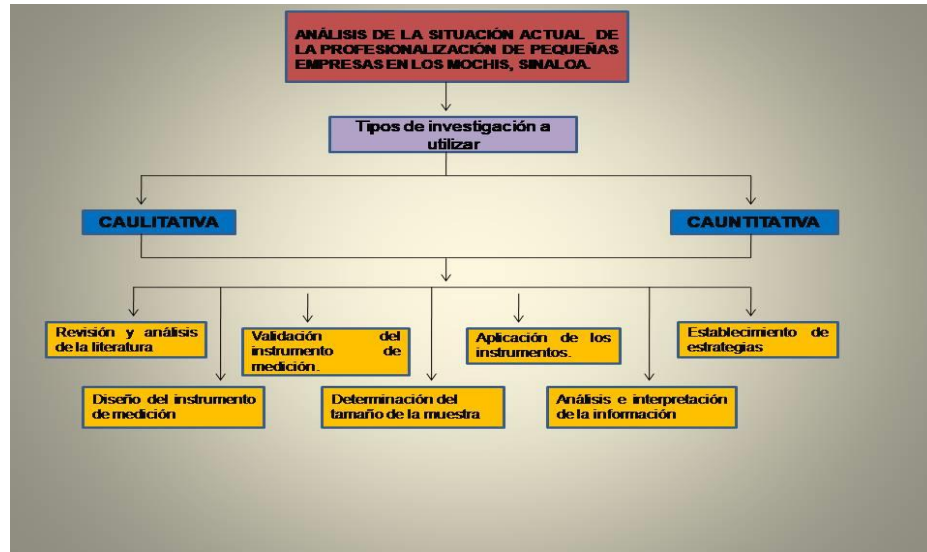 ANÁLISIS DE LA SITUACIÓN ACTUAL DE
LA PROFESIONALIZACIÓN DE PEQUEÑAS
EMPRESAS EN LOS MOCHIS, SINALOA.
Tipos de investigación a
utilizar
CAULITATIVA
CAUNTITATIVA
Revisión y análisis
de la literatura
Validación del
instrumento de
medición.
Aplicación de los
instrumentos.
Establecimiento de
estrategias
Diseño del instrumento
de medición
Determinación del
tamaño de la muestra
Análisis e interpretación
de la información